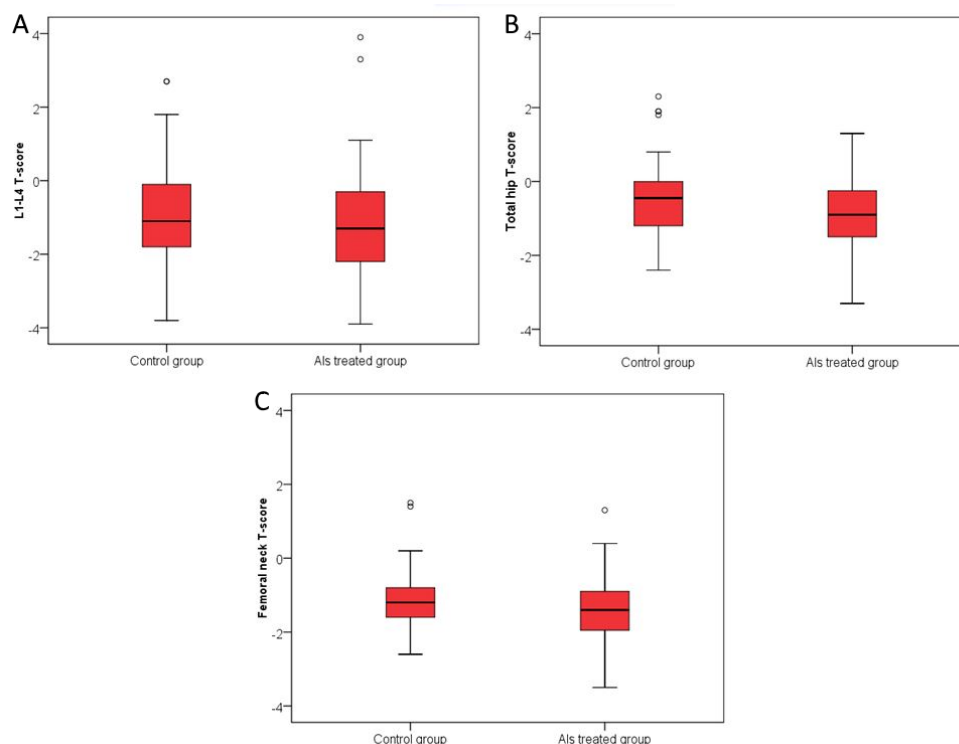 A
4
2
0
-2
-4
L1-L4 T-score
Control group
AIs treated group
B
4
2
0
-2
-4
Total hip T-score
Control group
AIs treated group
C
4
2
0
-2
-4
Femoral neck T-score
Control group
AIs treated group